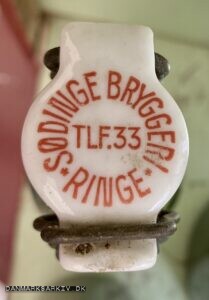 SØDINGE BRYGGERI
TLF.33
*RINGE*
DANMARKSARKIV.DK